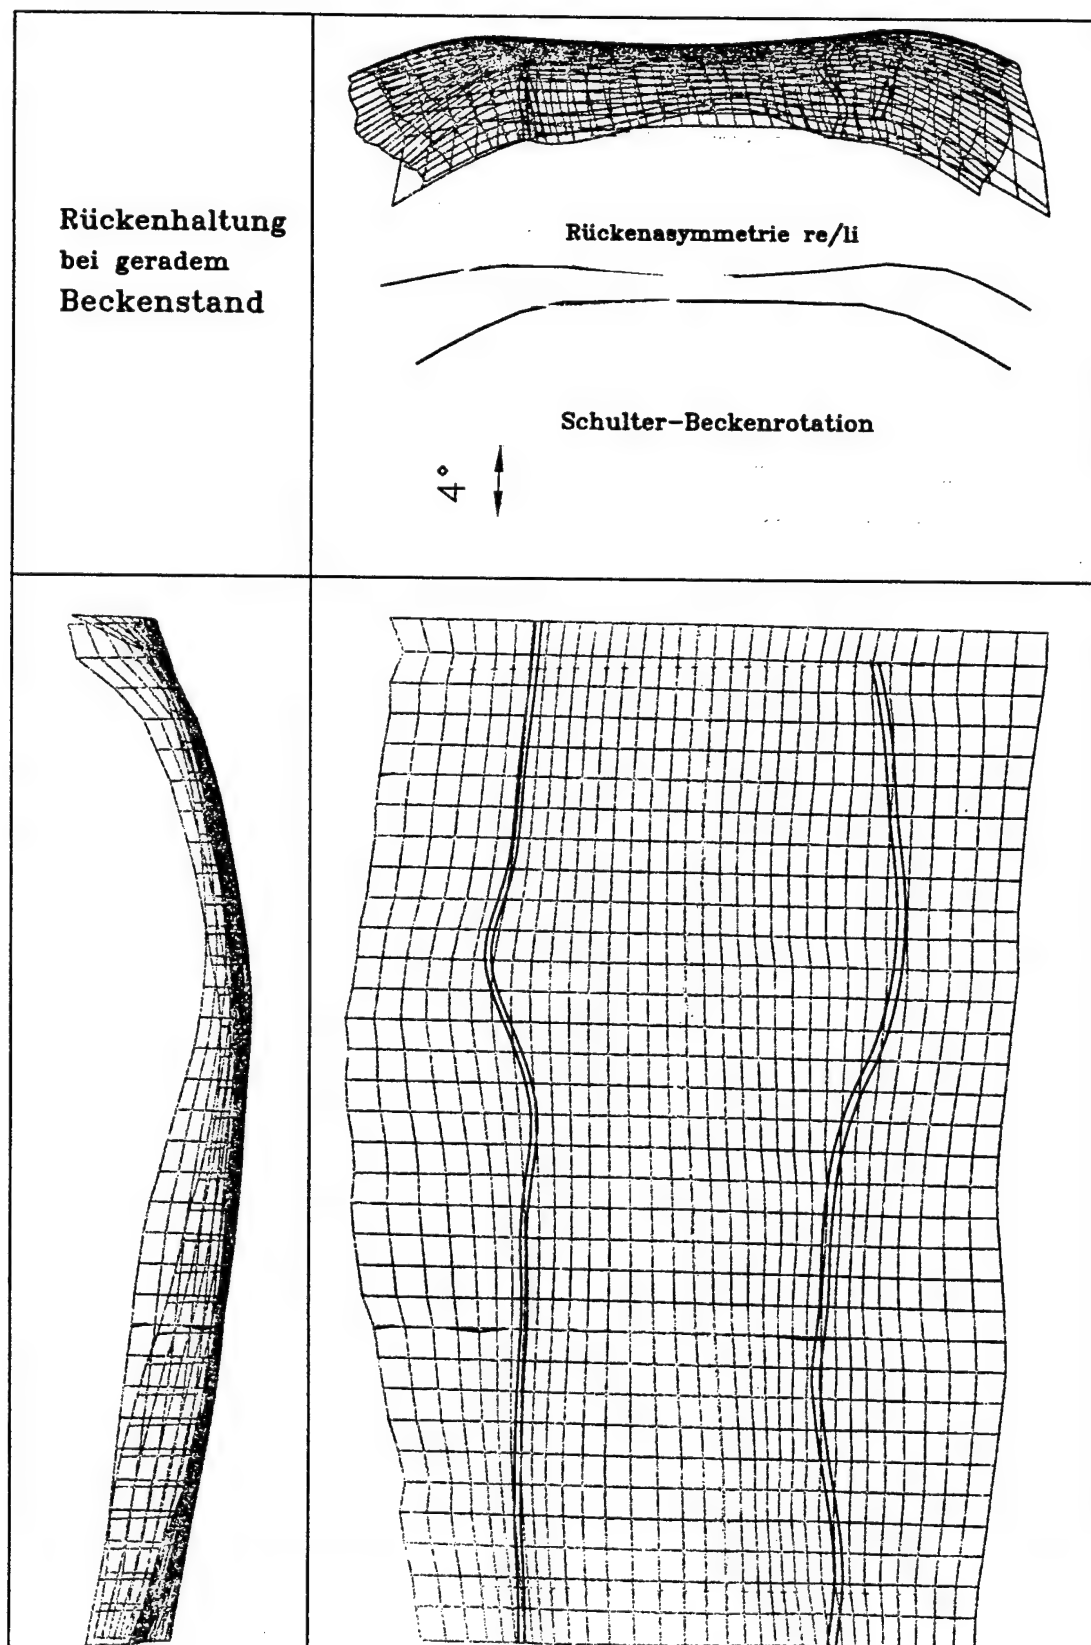 Rückenhaltung
bei geradem
Beckenstand
Rückenasymmetrie re/li
Schulter-Beckenrotation
4°